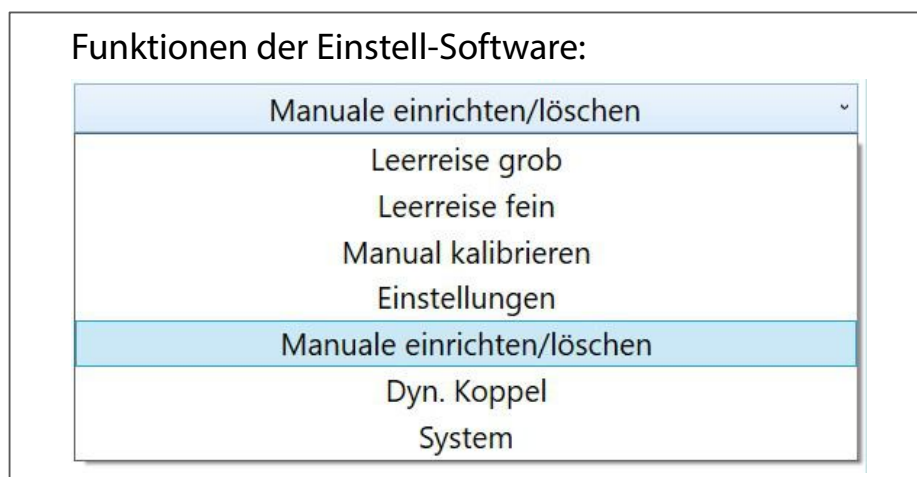 Funktionen der Einstell-Software:
Manuale einrichten/löschen
Leerreise grob
Leerreise fein
Manual kalibrieren
Einstellungen
Manuale einrichten/löschen
Dyn. Koppel
System